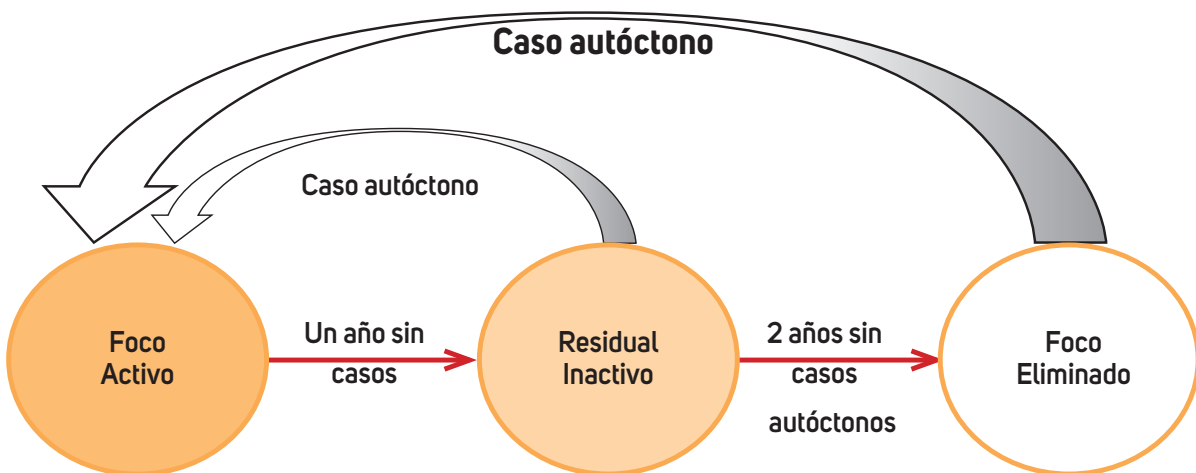 Caso autóctono
Caso autóctono
Foco
Activo
Un año sin
casos
Residual
Inactivo
2 años sin
casos
autóctonos
Foco
Eliminado